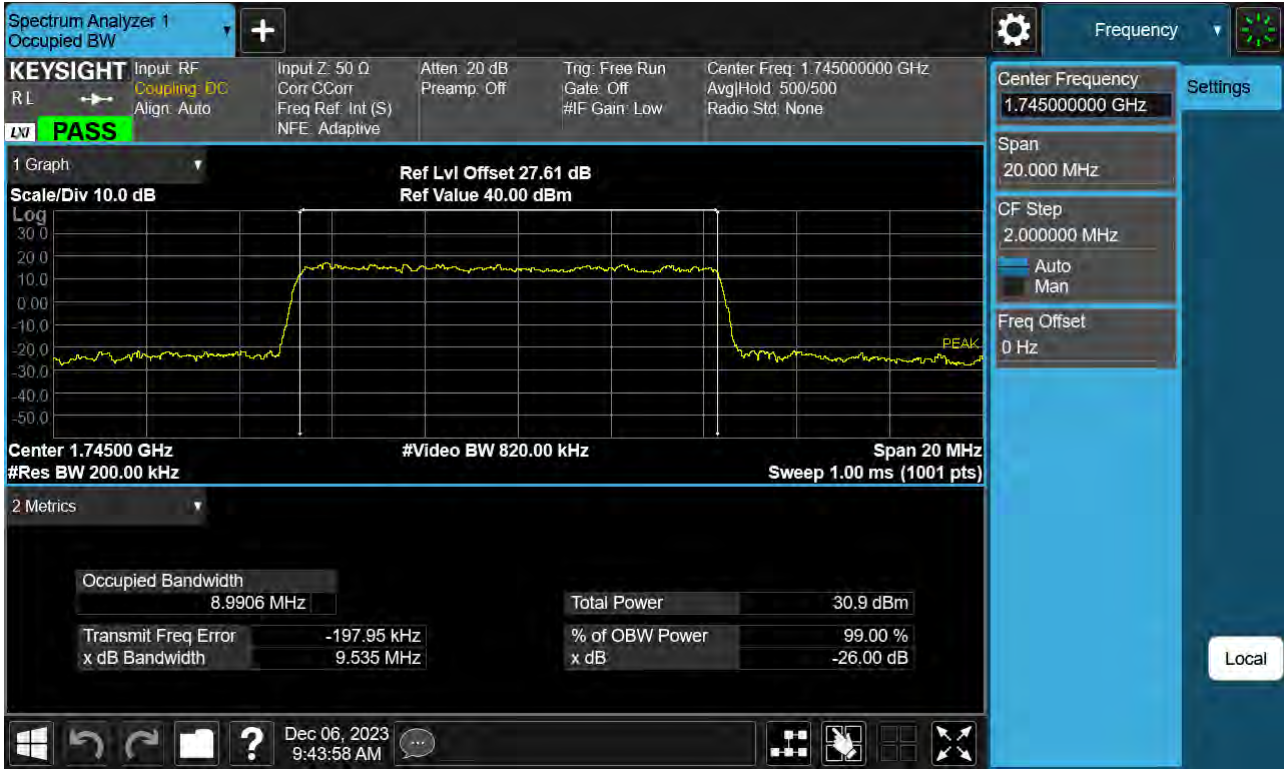 Spectrum Analyzer 1
Occupied BW
+
Frequency
KEYSIGHT
RL
LXI PASS
Input: RF
Coupling: DC
Align: Auto
Input Z: 50 Ω
Corr CCorr
Freq Ref: Int (S)
NFE: Adaptive
Atten: 20 dB
Preamp: Off
Trig: Free Run
Gate: Off
#IF Gain: Low
Center Freq: 1.745000000 GHz
Avg|Hold: 500/500
Radio Std: None
1 Graph
Scale/Div 10.0 dB
Ref Lvl Offset 27.61 dB
Ref Value 40.00 dBm
Log
30.0
20.0
10.0
0.00
-10.0
-20.0
-30.0
-40.0
-50.0
PEAK
Center 1.74500 GHz
#Video BW 820.00 kHz
Span 20 MHz
#Res BW 200.00 kHz
Sweep 1.00 ms (1001 pts)
2 Metrics
Occupied Bandwidth
8.9906 MHz
Total Power 30.9 dBm
Transmit Freq Error -197.95 kHz
% of OBW Power 99.00 %
x dB Bandwidth 9.535 MHz
x dB -26.00 dB
Center Frequency
1.745000000 GHz
Settings
Span
20.000 MHz
CF Step
2.000000 MHz
Auto
Man
Freq Offset
0 Hz
Local
?
Dec 06, 2023
9:43:58 AM